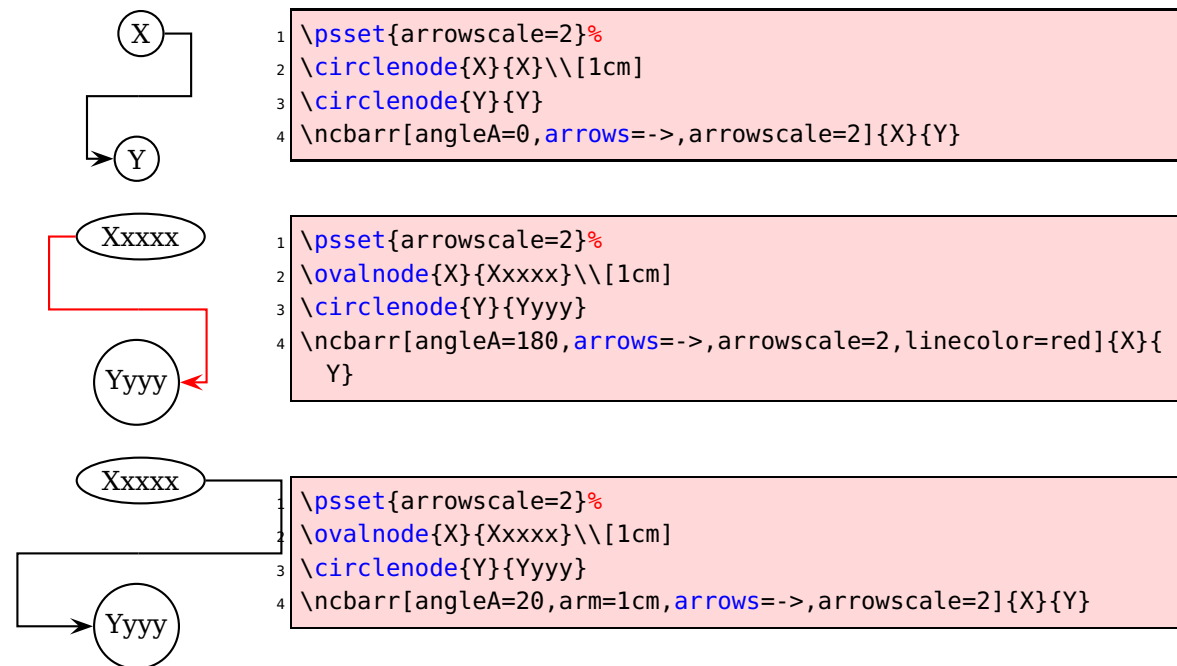 X
Y
1 \psset{arrowscale=2}%
2 \circlenode{X}{X}\\[1cm]
3 \circlenode{Y}{Y}
4 \ncbarr[angleA=0,arrows=->,arrowscale=2]{X}{Y}
Xxxxx
Yyyy
1 \psset{arrowscale=2}%
2 \ovalnode{X}{Xxxxx}\\[1cm]
3 \circlenode{Y}{Yyyy}
4 \ncbarr[angleA=180,arrows=->,arrowscale=2,linecolor=red]{X}{
Y}
Xxxxx
Yyyy
1 \psset{arrowscale=2}%
2 \ovalnode{X}{Xxxxx}\\[1cm]
3 \circlenode{Y}{Yyyy}
4 \ncbarr[angleA=20,arm=1cm,arrows=->,arrowscale=2]{X}{Y}